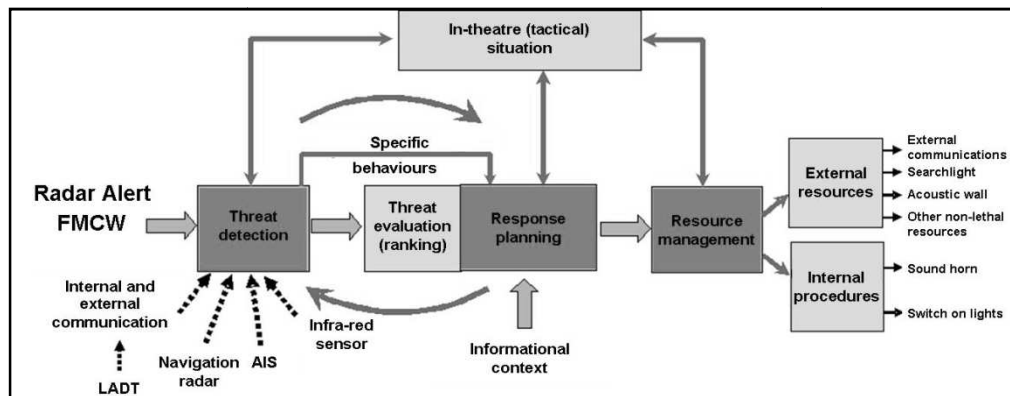 In-theatre (tactical)
situation
Specific
behaviours
Radar Alert
FMCW
Threat
detection
Threat
evaluation
(ranking)
Response
planning
Resource
management
External
resources
External
communications
Searchlight
Acoustic wall
Other non-lethal
resources
Internal
procedures
Sound horn
Switch on lights
Internal and
external
communication
LADT
Navigation
radar
AIS
Infra-red
sensor
Informational
context